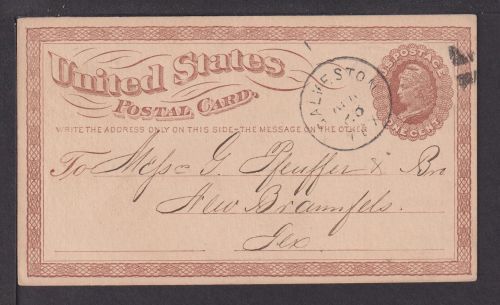 United States
POSTAL CARD.
WRITE THE ADDRESS ONLY ON THIS SIDE-THE MESSAGE ON THE OTHER
U.S. POSTAGE
ONE CENT
GALVESTON
To Messrs G. Pfeuffer & Bro
New Braunfels.
Tex.